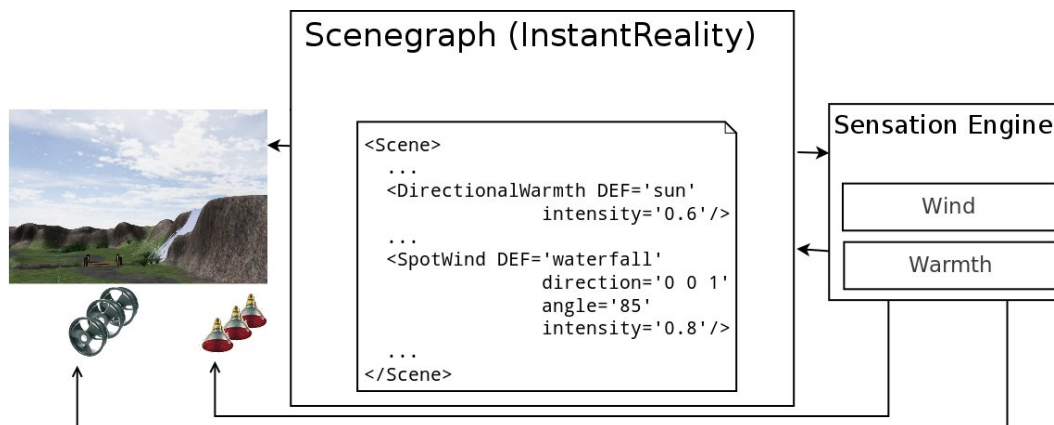 Scenegraph (InstantReality)
<Scene>
...
<DirectionalWarmth DEF='sun'
intensity='0.6'/>
...
<SpotWind DEF='waterfall'
direction='0 0 1'
angle='85'
intensity='0.8'/>
...
</Scene>
Sensation Engine
Wind
Warmth